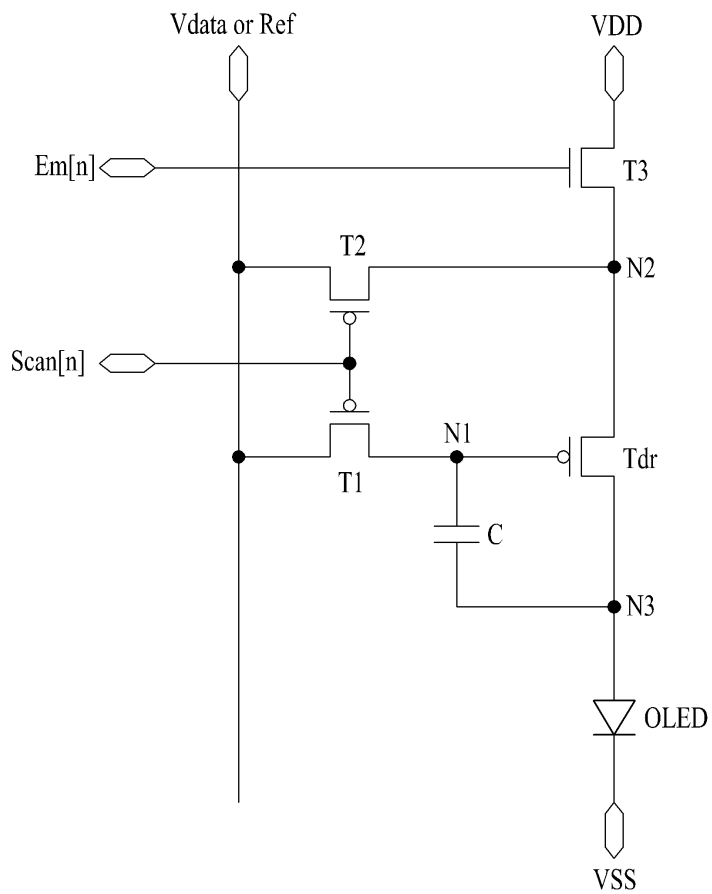 Vdata or Ref
VDD
Em[n]
T3
T2
N2
Scan[n]
N1
Tdr
T1
C
N3
OLED
VSS